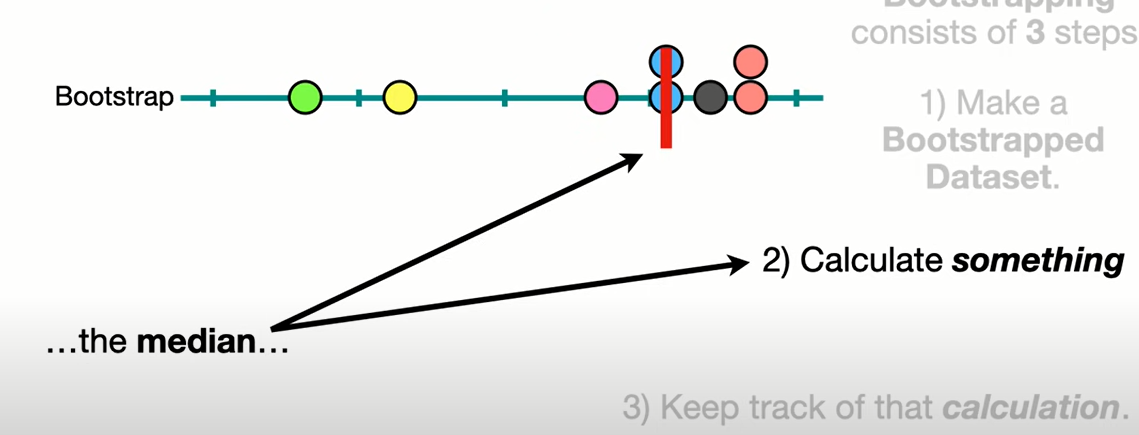 Bootstrapping
consists of 3 steps
Bootstrap
1) Make a
Bootstrapped
Dataset.
2) Calculate something
…the median…
3) Keep track of that calculation.